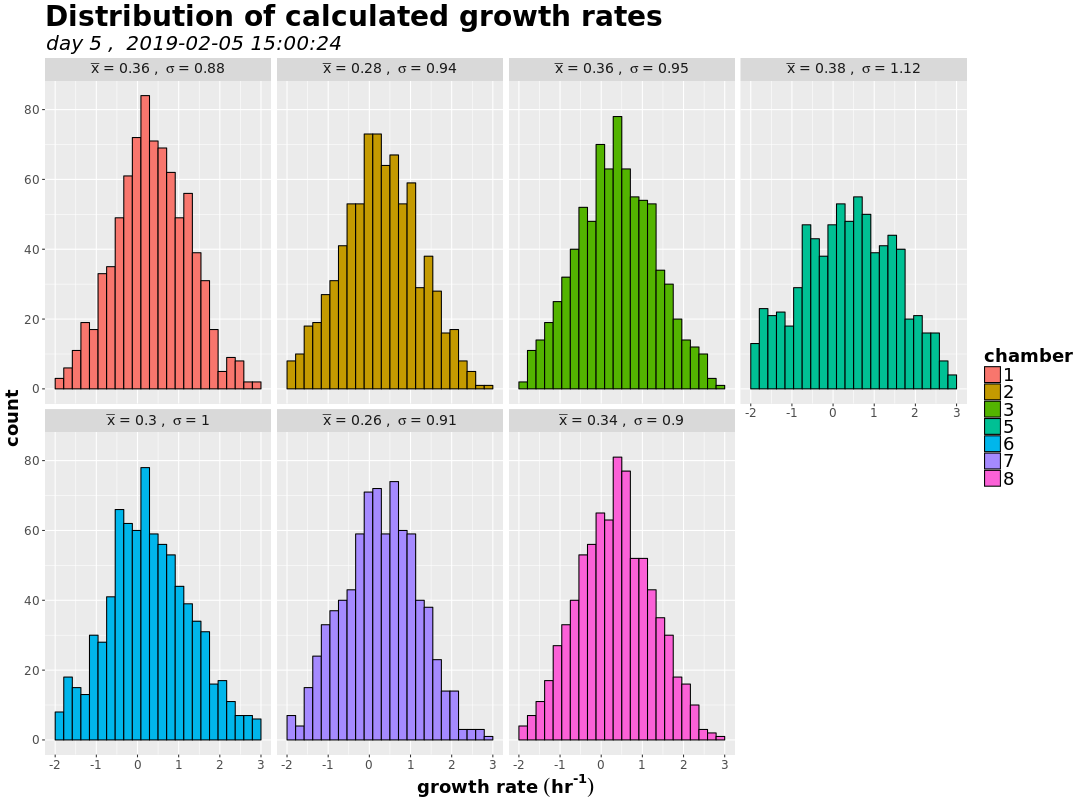 Distribution of calculated growth rates
day 5 ,  2019-02-05 15:00:24
x̅ = 0.36 ,  σ = 0.88
x̅ = 0.28 ,  σ = 0.94
x̅ = 0.36 ,  σ = 0.95
x̅ = 0.38 ,  σ = 1.12
80
60
40
20
0
-2 -1 0 1 2 3
count
x̅ = 0.3 ,  σ = 1
x̅ = 0.26 ,  σ = 0.91
x̅ = 0.34 ,  σ = 0.9
80
60
40
20
0
-2 -1 0 1 2 3
-2 -1 0 1 2 3
-2 -1 0 1 2 3
growth rate (hr⁻¹)
chamber
1
2
3
5
6
7
8